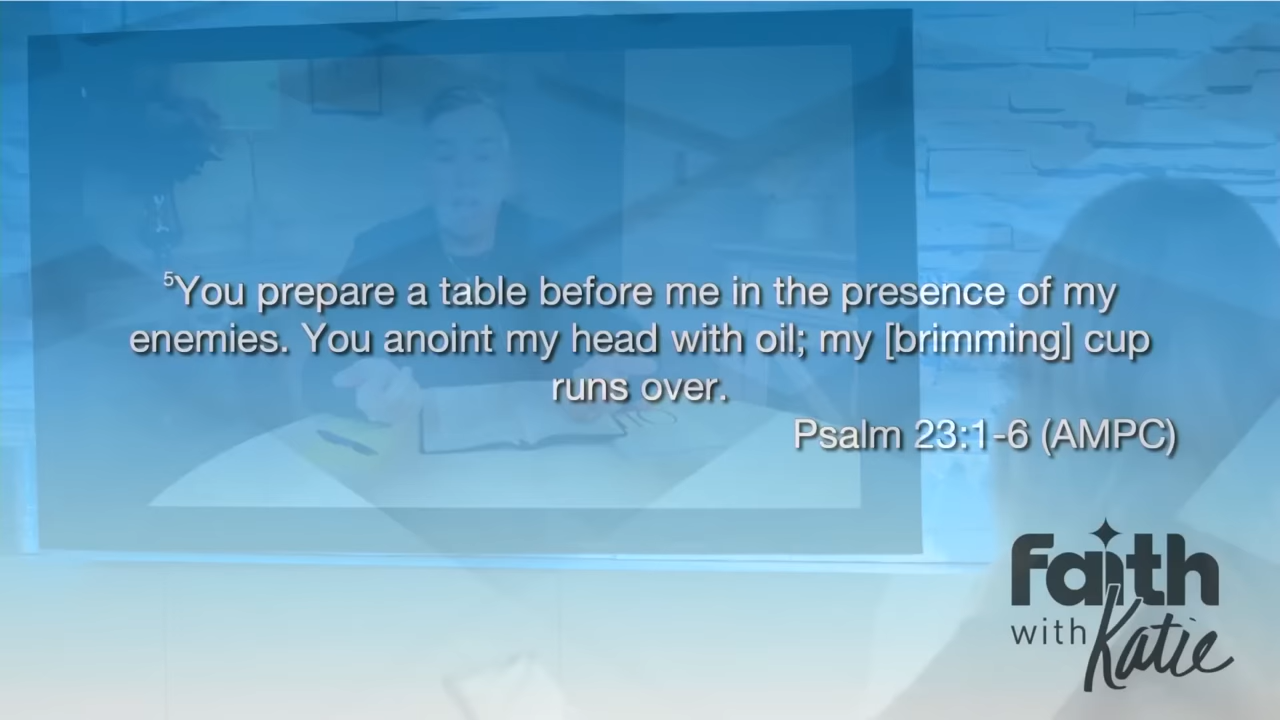 ⁵You prepare a table before me in the presence of my
enemies. You anoint my head with oil; my [brimming] cup
runs over.
Psalm 23:1-6 (AMPC)
faith
with Katie